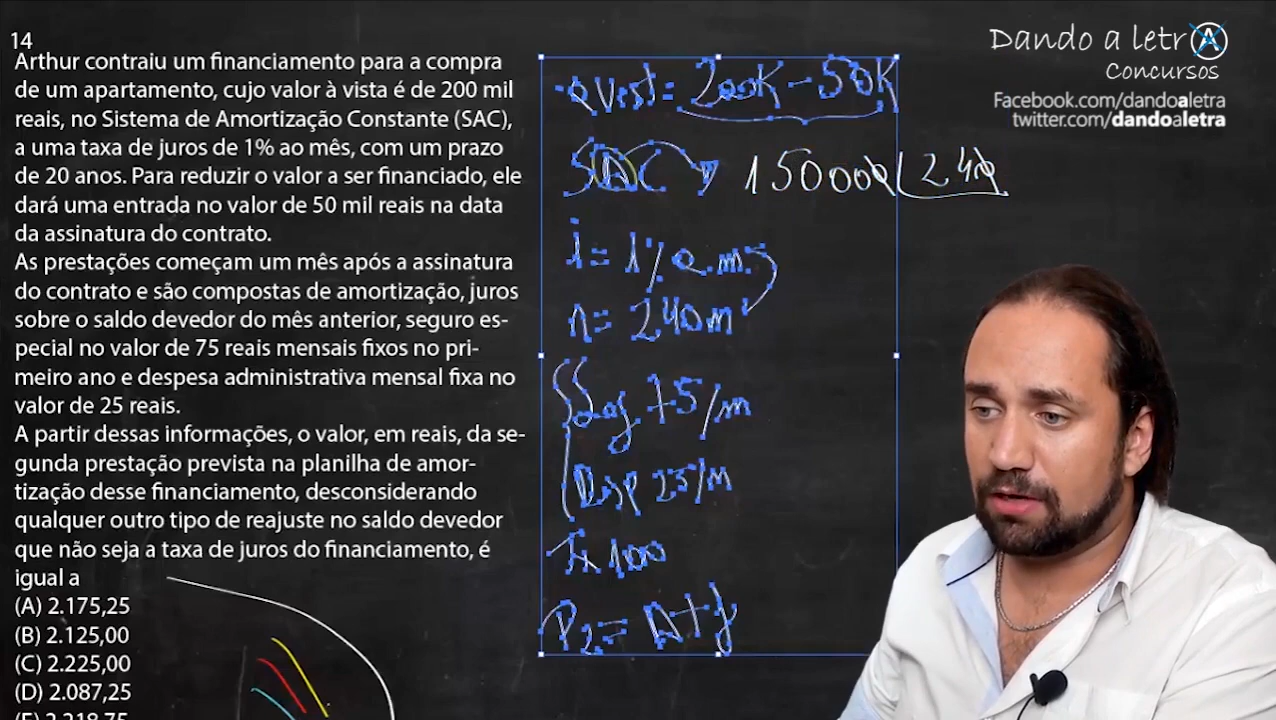 14
Arthur contraiu um financiamento para a compra
de um apartamento, cujo valor à vista é de 200 mil
reais, no Sistema de Amortização Constante (SAC),
a uma taxa de juros de 1% ao mês, com um prazo
de 20 anos. Para reduzir o valor a ser financiado, ele
dará uma entrada no valor de 50 mil reais na data
da assinatura do contrato.
As prestações começam um mês após a assinatura
do contrato e são compostas de amortização, juros
sobre o saldo devedor do mês anterior, seguro es-
pecial no valor de 75 reais mensais fixos no pri-
meiro ano e despesa administrativa mensal fixa no
valor de 25 reais.
A partir dessas informações, o valor, em reais, da se-
gunda prestação prevista na planilha de amor-
tização desse financiamento, desconsiderando
qualquer outro tipo de reajuste no saldo devedor
que não seja a taxa de juros do financiamento, é
igual a
(A) 2.175,25
(B) 2.125,00
(C) 2.225,00
(D) 2.087,25
(E) 2.218,75
= 200K - 50K
SAC 150000 240
i = 1% a.m.
n = 240m
75/m
Desp 25/m
100
P2 = A + J
Dando a letrA
Concursos
Facebook.com/dandoaletra
twitter.com/dandoaletra